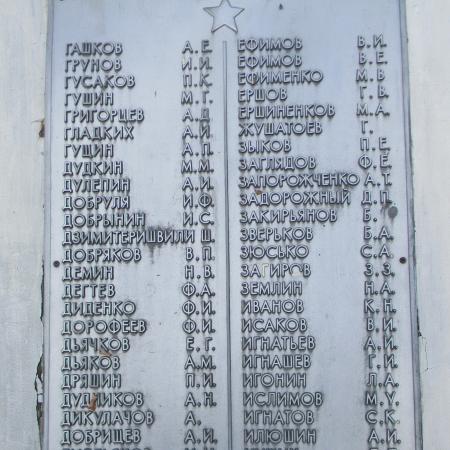 ГАШКОВ А.Е.
ГРУНОВ И.И.
ГУСАКОВ П.К.
ГУШИН М.Г.
ГРИГОРЦЕВ А.Д
ГЛАДКИХ А.И
ГУЩИН А.П.
ДУДКИН М.М.
ДУЛЕПИН А.И.
ДОБРУЛЯ И.Ф.
ДОБРЫНИН И.С.
ДЗИМИТЕРИШВИЛИ Ш.
ДОБРЯКОВ В.П.
ДЕМИН Н.В.
ДЕГТЕВ Ф.А.
ДИДЕНКО Ф.И.
ДОРОФЕЕВ Ф.И.
ДЬЯЧКОВ Е.Г.
ДЬЯКОВ А.М.
ДРЯШИН П.И.
ДУДНИКОВ А.Н.
ДИКУЛАЧОВ А.
ДОБРИЩЕВ А.И.
ЕФИМОВ В.И.
ЕФИМОВ В.Е.
ЕФИМЕНКО М.В
ЕРШОВ Г.В.
ЕРШИНЕНКОВ М.А.
ЖУШАТОЕВ Г.
ЗЫКОВ П.Е.
ЗАГЛЯДОВ Ф.Е.
ЗАПОРОЖЧЕНКО А.Т.
ЗАДОРОЖНЫЙ Д.П.
ЗАКИРЬЯНОВ Б.
ЗВЕРЬКОВ Б.А.
ЗЮСЬКО С.А.
ЗАГИРОВ З.З.
ЗЕМЛИН Н.А.
ИВАНОВ К.Н.
ИСАКОВ В.И.
ИГНАТЬЕВ А.И.
ИГНАШЕВ Г.И.
ИГОНИН Л.А.
ИСЛИМОВ М.У.
ИГНАТОВ С.К.
ИЛЮШИН А.И.